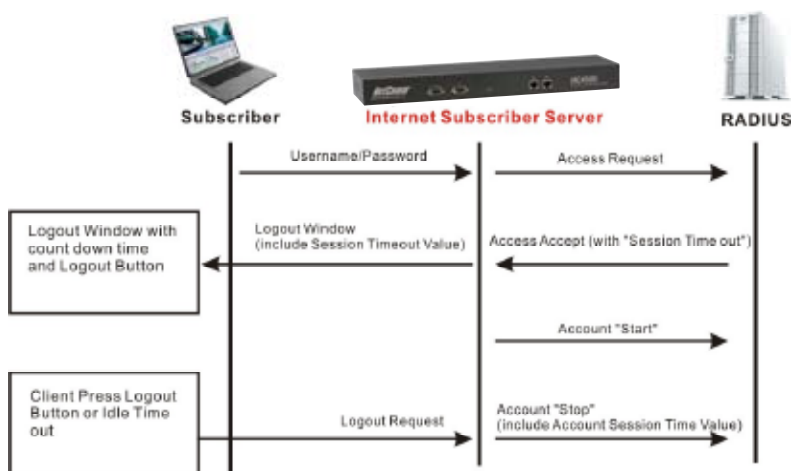 Subscriber
Internet Subscriber Server
RADIUS
Username/Password
Access Request
Logout Window with
count down time
and Logout Button
Logout Window
(include Session Timeout Value)
Access Accept (with "Session Time out")
Account "Start"
Client Press Logout
Button or Idle Time
out
Logout Request
Account "Stop"
(include Account Session Time Value)